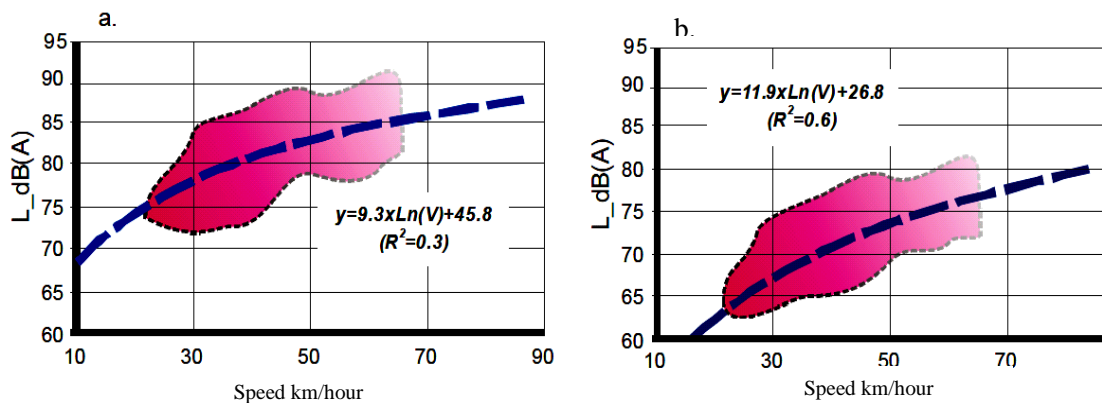 a.
95
90
85
80
75
70
65
60
L_dB(A)
y=9.3xLn(V)+45.8
(R²=0.3)
10 30 50 70 90
Speed km/hour
b.
95
90
85
80
75
70
65
60
L_dB(A)
y=11.9xLn(V)+26.8
(R²=0.6)
10 30 50 70
Speed km/hour